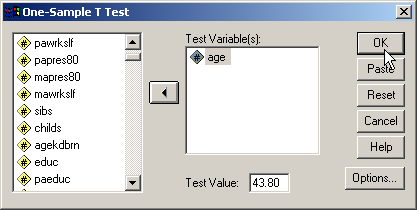 One-Sample T Test
pawrkslf
papres80
mapres80
mawrkslf
sibs
childs
agekdbrn
educ
paeduc
Test Variable(s):
# age
Test Value: 43.80
OK
Paste
Reset
Cancel
Help
Options...